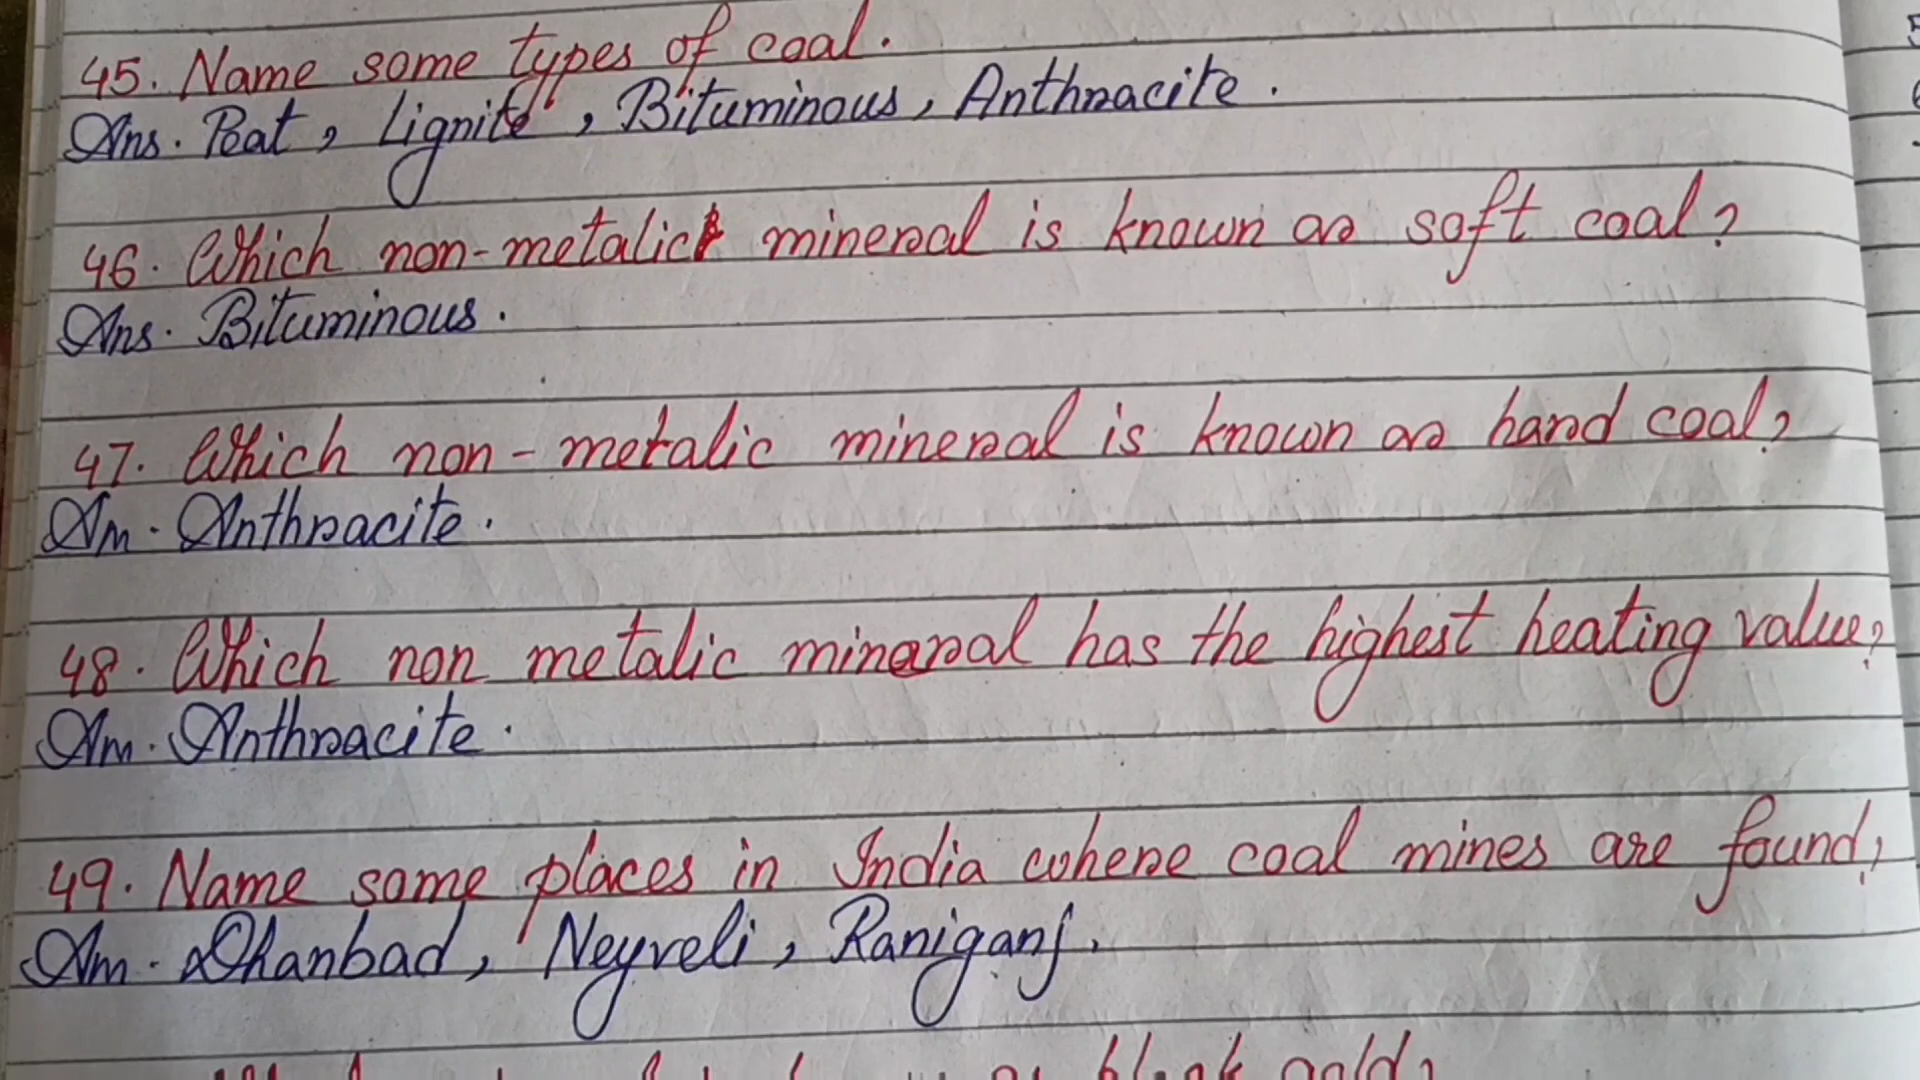 45. Name some types of coal.
Ans. Peat, Lignite, Bituminous, Anthracite.
46. Which non-metalic mineral is known as soft coal?
Ans. Bituminous.
47. Which non-metalic mineral is known as hard coal?
Ans. Anthracite.
48. Which non metalic mineral has the highest heating value?
Ans. Anthracite.
49. Name some places in India where coal mines are found?
Ans. Dhanbad, Neyveli, Raniganj.
black gold?